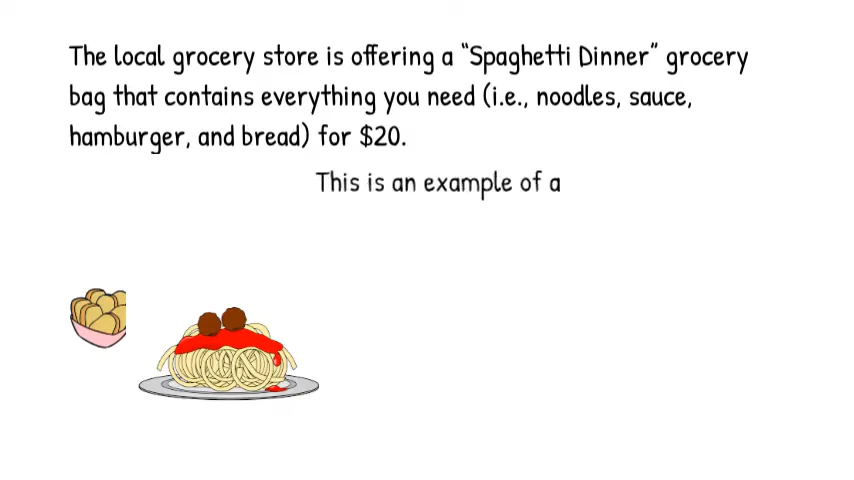 The local grocery store is offering a “Spaghetti Dinner” grocery
bag that contains everything you need (i.e., noodles, sauce,
hamburger, and bread) for $20.
This is an example of a